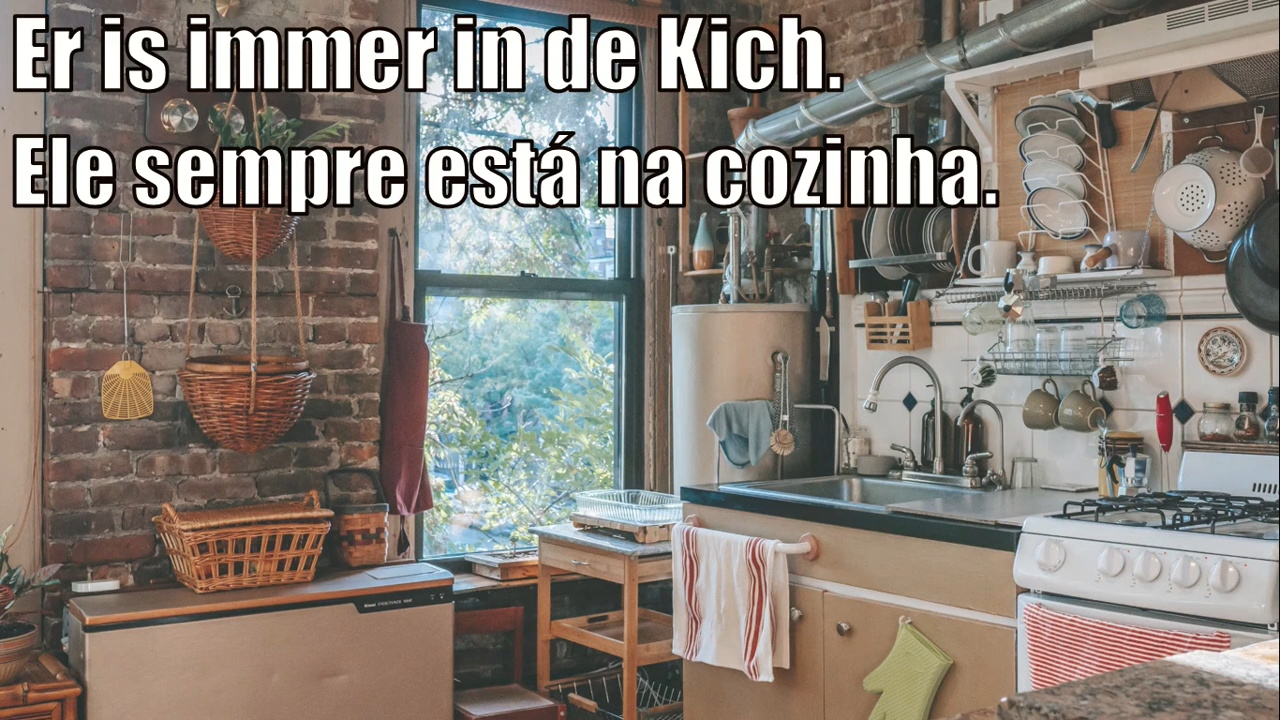 Er is immer in de Kich.
Ele sempre está na cozinha.